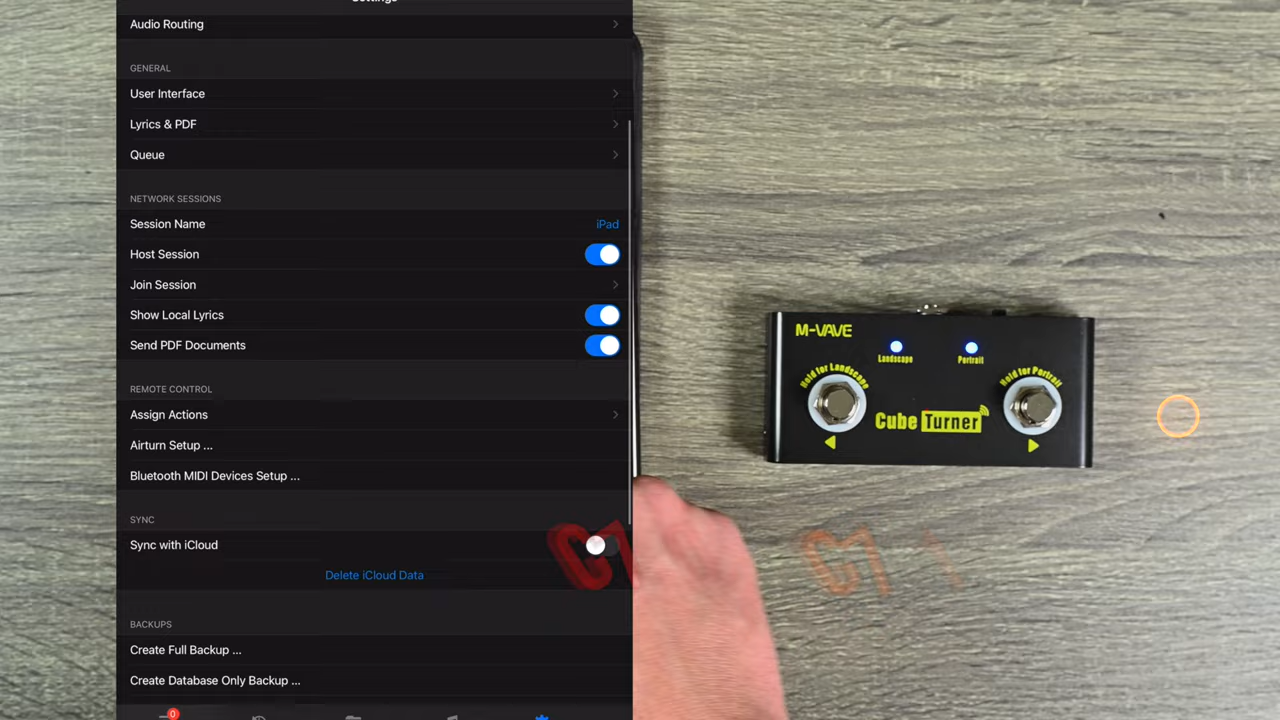 Settings
Audio Routing
GENERAL
User Interface
Lyrics & PDF
Queue
NETWORK SESSIONS
Session Name iPad
Host Session
Join Session
Show Local Lyrics
Send PDF Documents
REMOTE CONTROL
Assign Actions
Airturn Setup ...
Bluetooth MIDI Devices Setup ...
SYNC
Sync with iCloud
Delete iCloud Data
BACKUPS
Create Full Backup ...
Create Database Only Backup ...
0
M-VAVE
Landscape
Portrait
Hold for Landscape
Hold for Portrait
Cube Turner